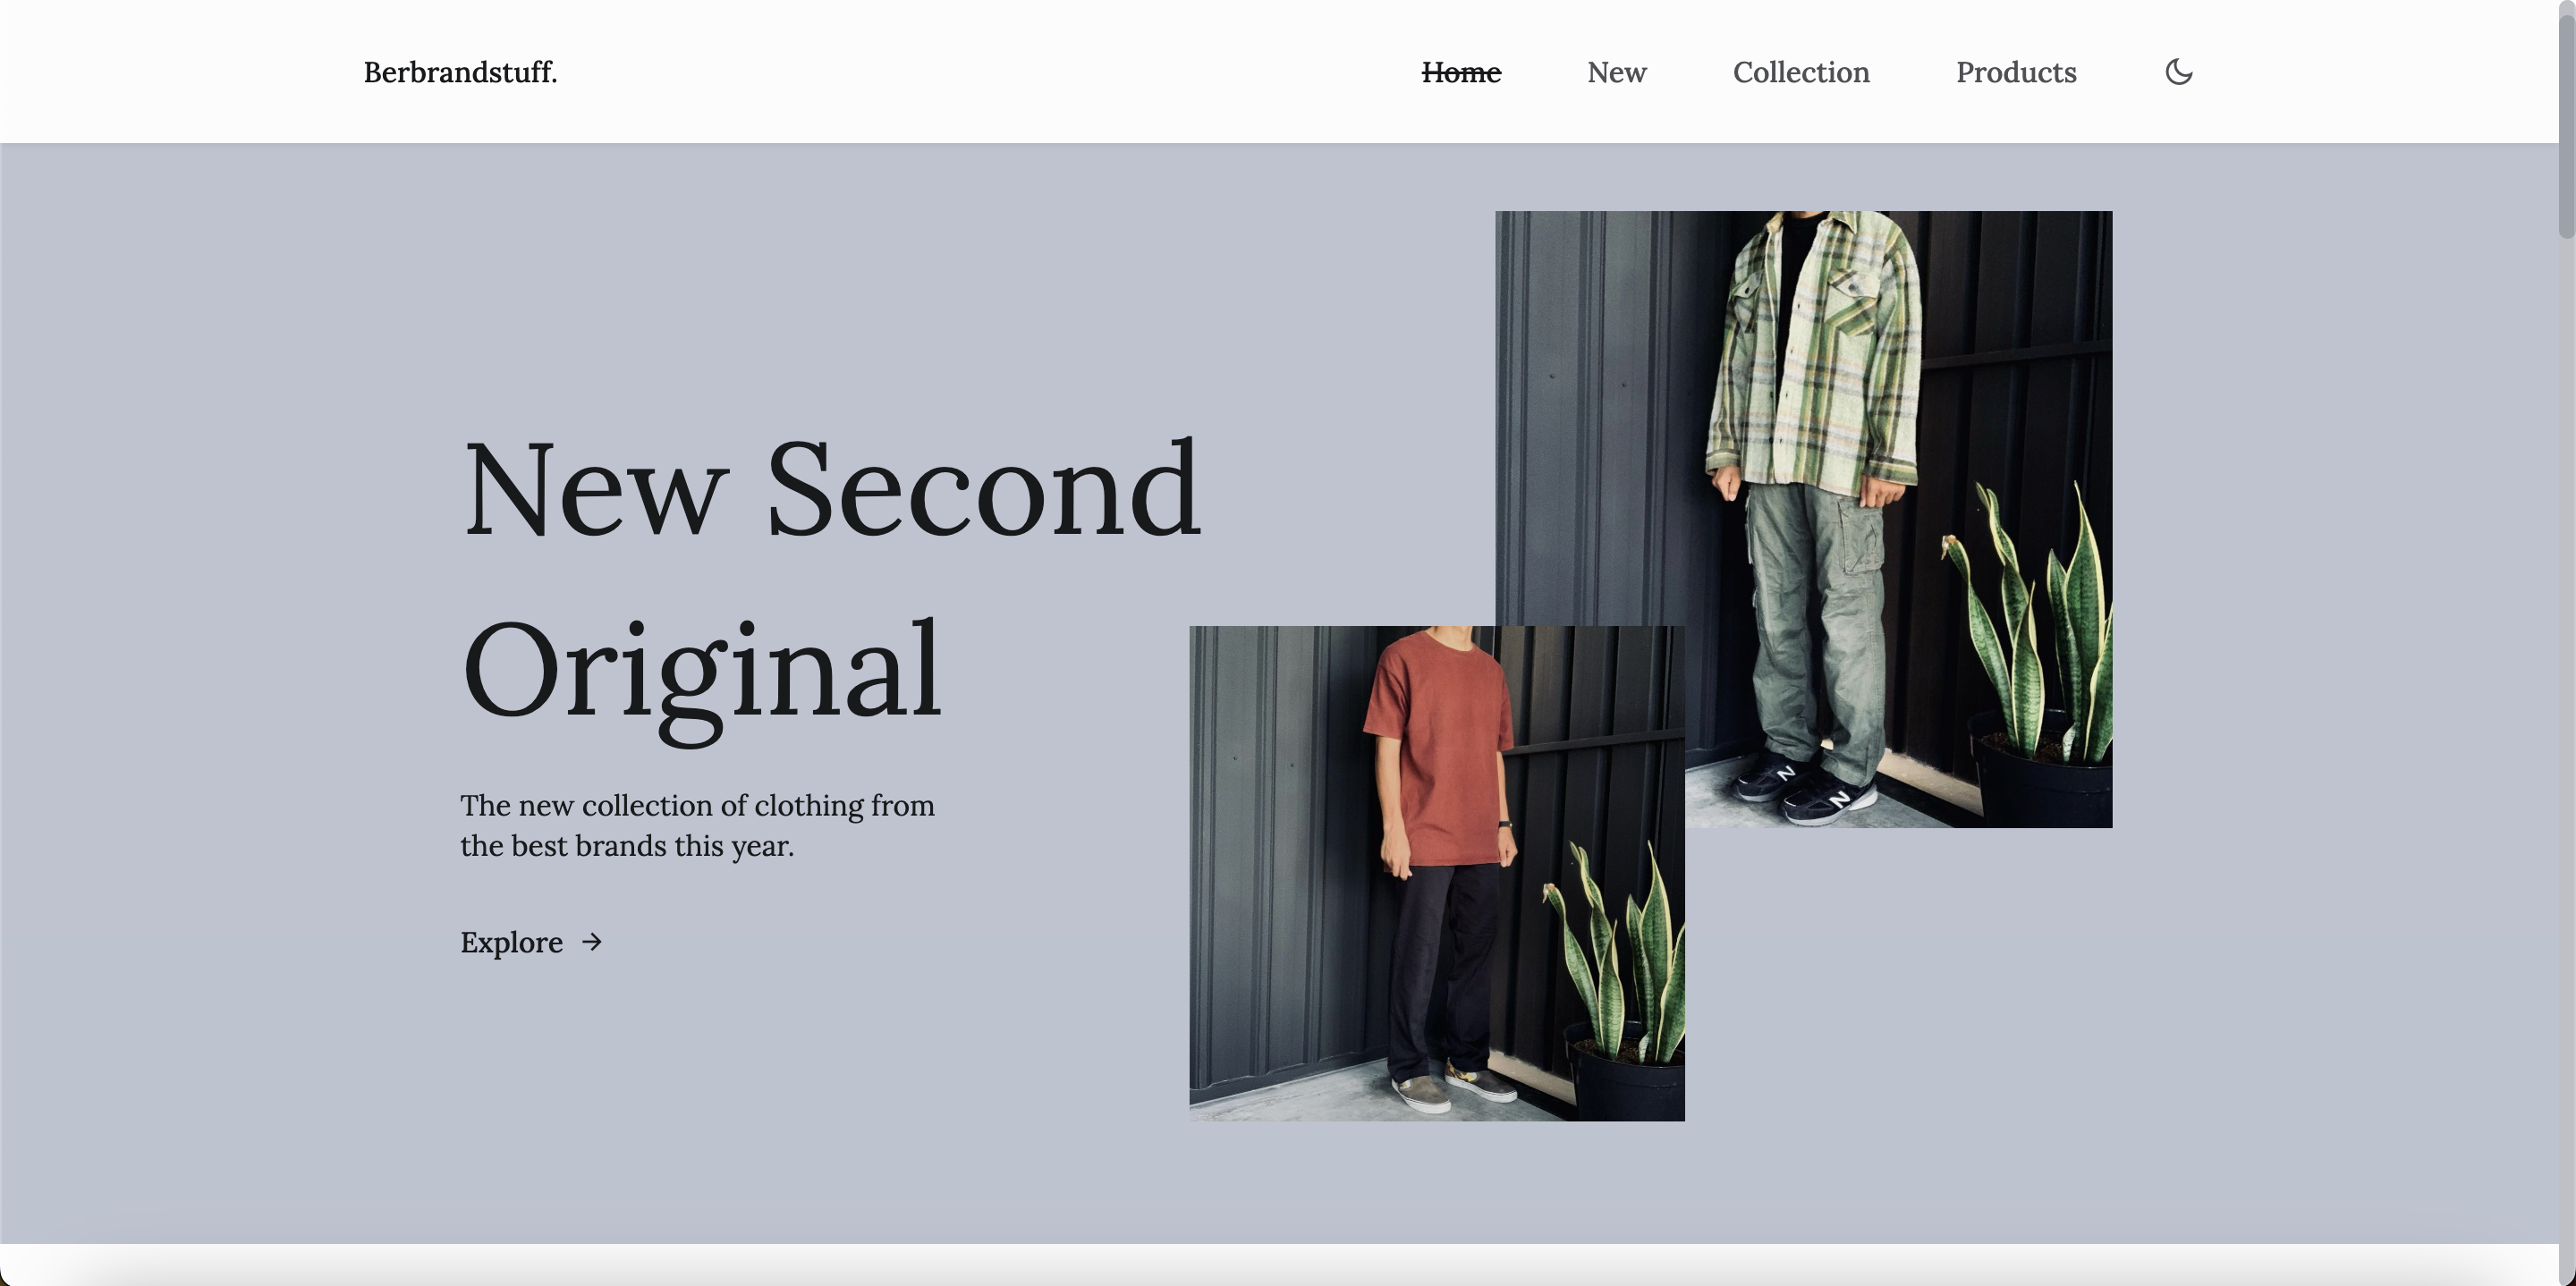 Berbrandstuff.
Home New Collection Products
New Second
Original
The new collection of clothing from
the best brands this year.
Explore →
N
N